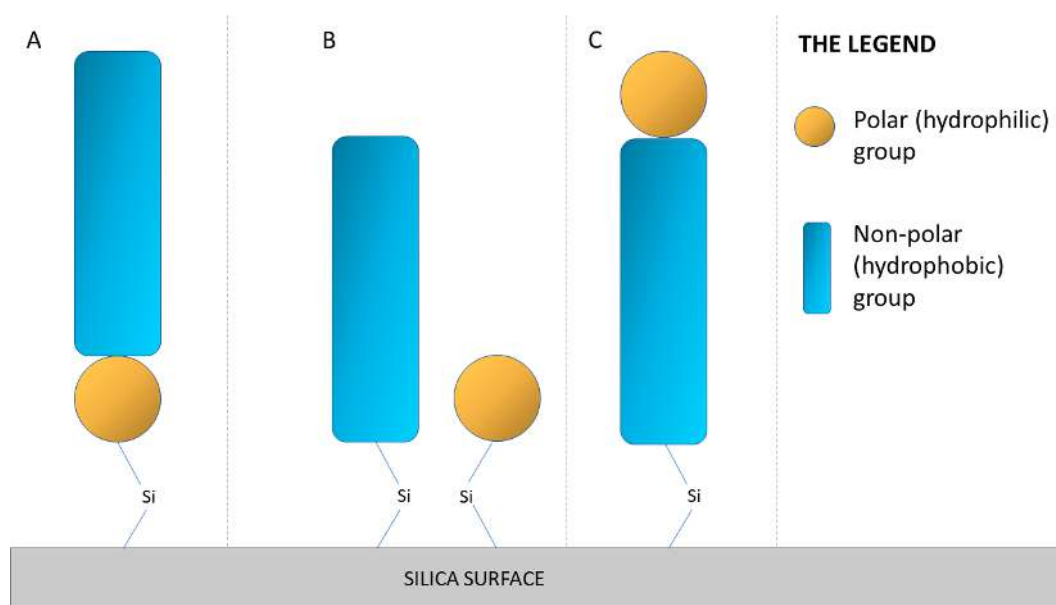 A
B
C
THE LEGEND
Polar (hydrophilic)
group
Non-polar
(hydrophobic)
group
Si
Si
Si
Si
SILICA SURFACE